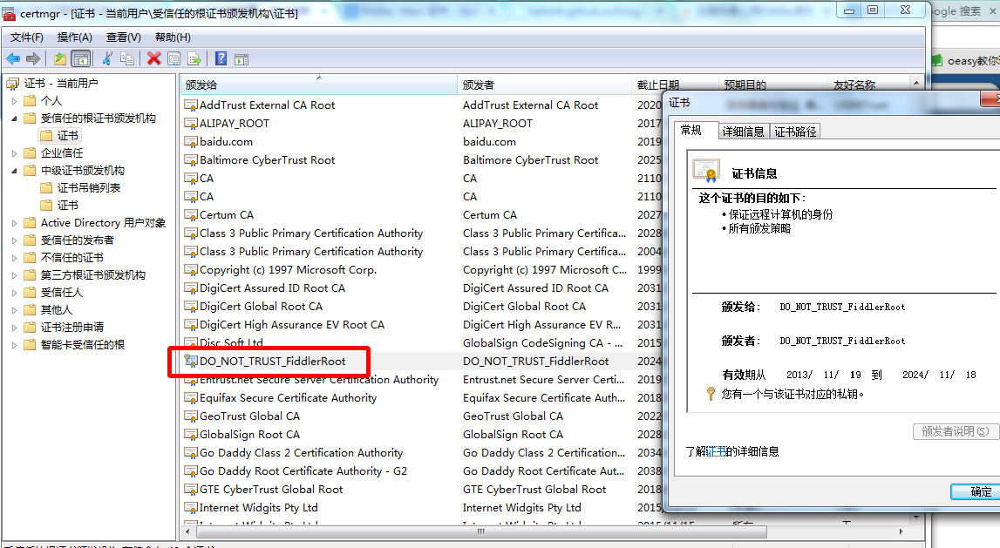 certmgr - [证书 - 当前用户\受信任的根证书颁发机构\证书]
文件(F) 操作(A) 查看(V) 帮助(H)
证书 - 当前用户
个人
受信任的根证书颁发机构
证书
企业信任
中级证书颁发机构
证书吊销列表
证书
Active Directory 用户对象
受信任的发布者
不信任的证书
第三方根证书颁发机构
受信任人
其他人
证书注册申请
智能卡受信任的根
颁发给 颁发者 截止日期 预期目的 友好名称
AddTrust External CA Root AddTrust External CA Root 2020
ALIPAY_ROOT ALIPAY_ROOT 2017
baidu.com baidu.com 2019
Baltimore CyberTrust Root Baltimore CyberTrust Root 2025
CA CA 2110
CA CA 2110
Certum CA Certum CA 2027
Class 3 Public Primary Certification Authority Class 3 Public Primary Certifica... 2028
Class 3 Public Primary Certification Authority Class 3 Public Primary Certifica... 2004
Copyright (c) 1997 Microsoft Corp. Copyright (c) 1997 Microsoft C... 1999
DigiCert Assured ID Root CA DigiCert Assured ID Root CA 2031
DigiCert Global Root CA DigiCert Global Root CA 2031
DigiCert High Assurance EV Root CA DigiCert High Assurance EV R... 2031
Disc Soft Ltd GlobalSign CodeSigning CA - ... 2015
DO_NOT_TRUST_FiddlerRoot DO_NOT_TRUST_FiddlerRoot 2024
Entrust.net Secure Server Certification Authority Entrust.net Secure Server Certi... 2019
Equifax Secure Certificate Authority Equifax Secure Certificate Auth... 2018
GeoTrust Global CA GeoTrust Global CA 2022
GlobalSign Root CA GlobalSign Root CA 2028
Go Daddy Class 2 Certification Authority Go Daddy Class 2 Certification... 2034
Go Daddy Root Certificate Authority - G2 Go Daddy Root Certificate Aut... 2038
GTE CyberTrust Global Root GTE CyberTrust Global Root 2018
Internet Widgits Pty Ltd Internet Widgits Pty Ltd 2015
Internet Widgits Pty Ltd Internet Widgits Pty Ltd 2015/11/15
证书
常规 详细信息 证书路径
证书信息
这个证书的目的如下:
• 保证远程计算机的身份
• 所有颁发策略
颁发给: DO_NOT_TRUST_FiddlerRoot
颁发者: DO_NOT_TRUST_FiddlerRoot
有效期从 2013/ 11/ 19 到 2024/ 11/ 18
您有一个与该证书对应的私钥。
颁发者说明(S)
了解证书的详细信息
确定
ogle 搜索
oeasy教你